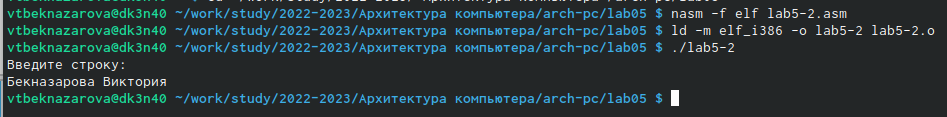 vtbeknazarova@dk3n40 ~/work/study/2022-2023/Архитектура компьютера/arch-pc/lab05 $ nasm -f elf lab5-2.asm
vtbeknazarova@dk3n40 ~/work/study/2022-2023/Архитектура компьютера/arch-pc/lab05 $ ld -m elf_i386 -o lab5-2 lab5-2.o
vtbeknazarova@dk3n40 ~/work/study/2022-2023/Архитектура компьютера/arch-pc/lab05 $ ./lab5-2
Введите строку:
Бекназарова Виктория
vtbeknazarova@dk3n40 ~/work/study/2022-2023/Архитектура компьютера/arch-pc/lab05 $